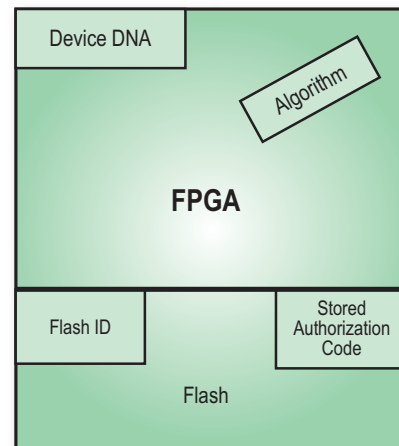 Device DNA
Algorithm
FPGA
Flash ID
Stored
Authorization
Code
Flash